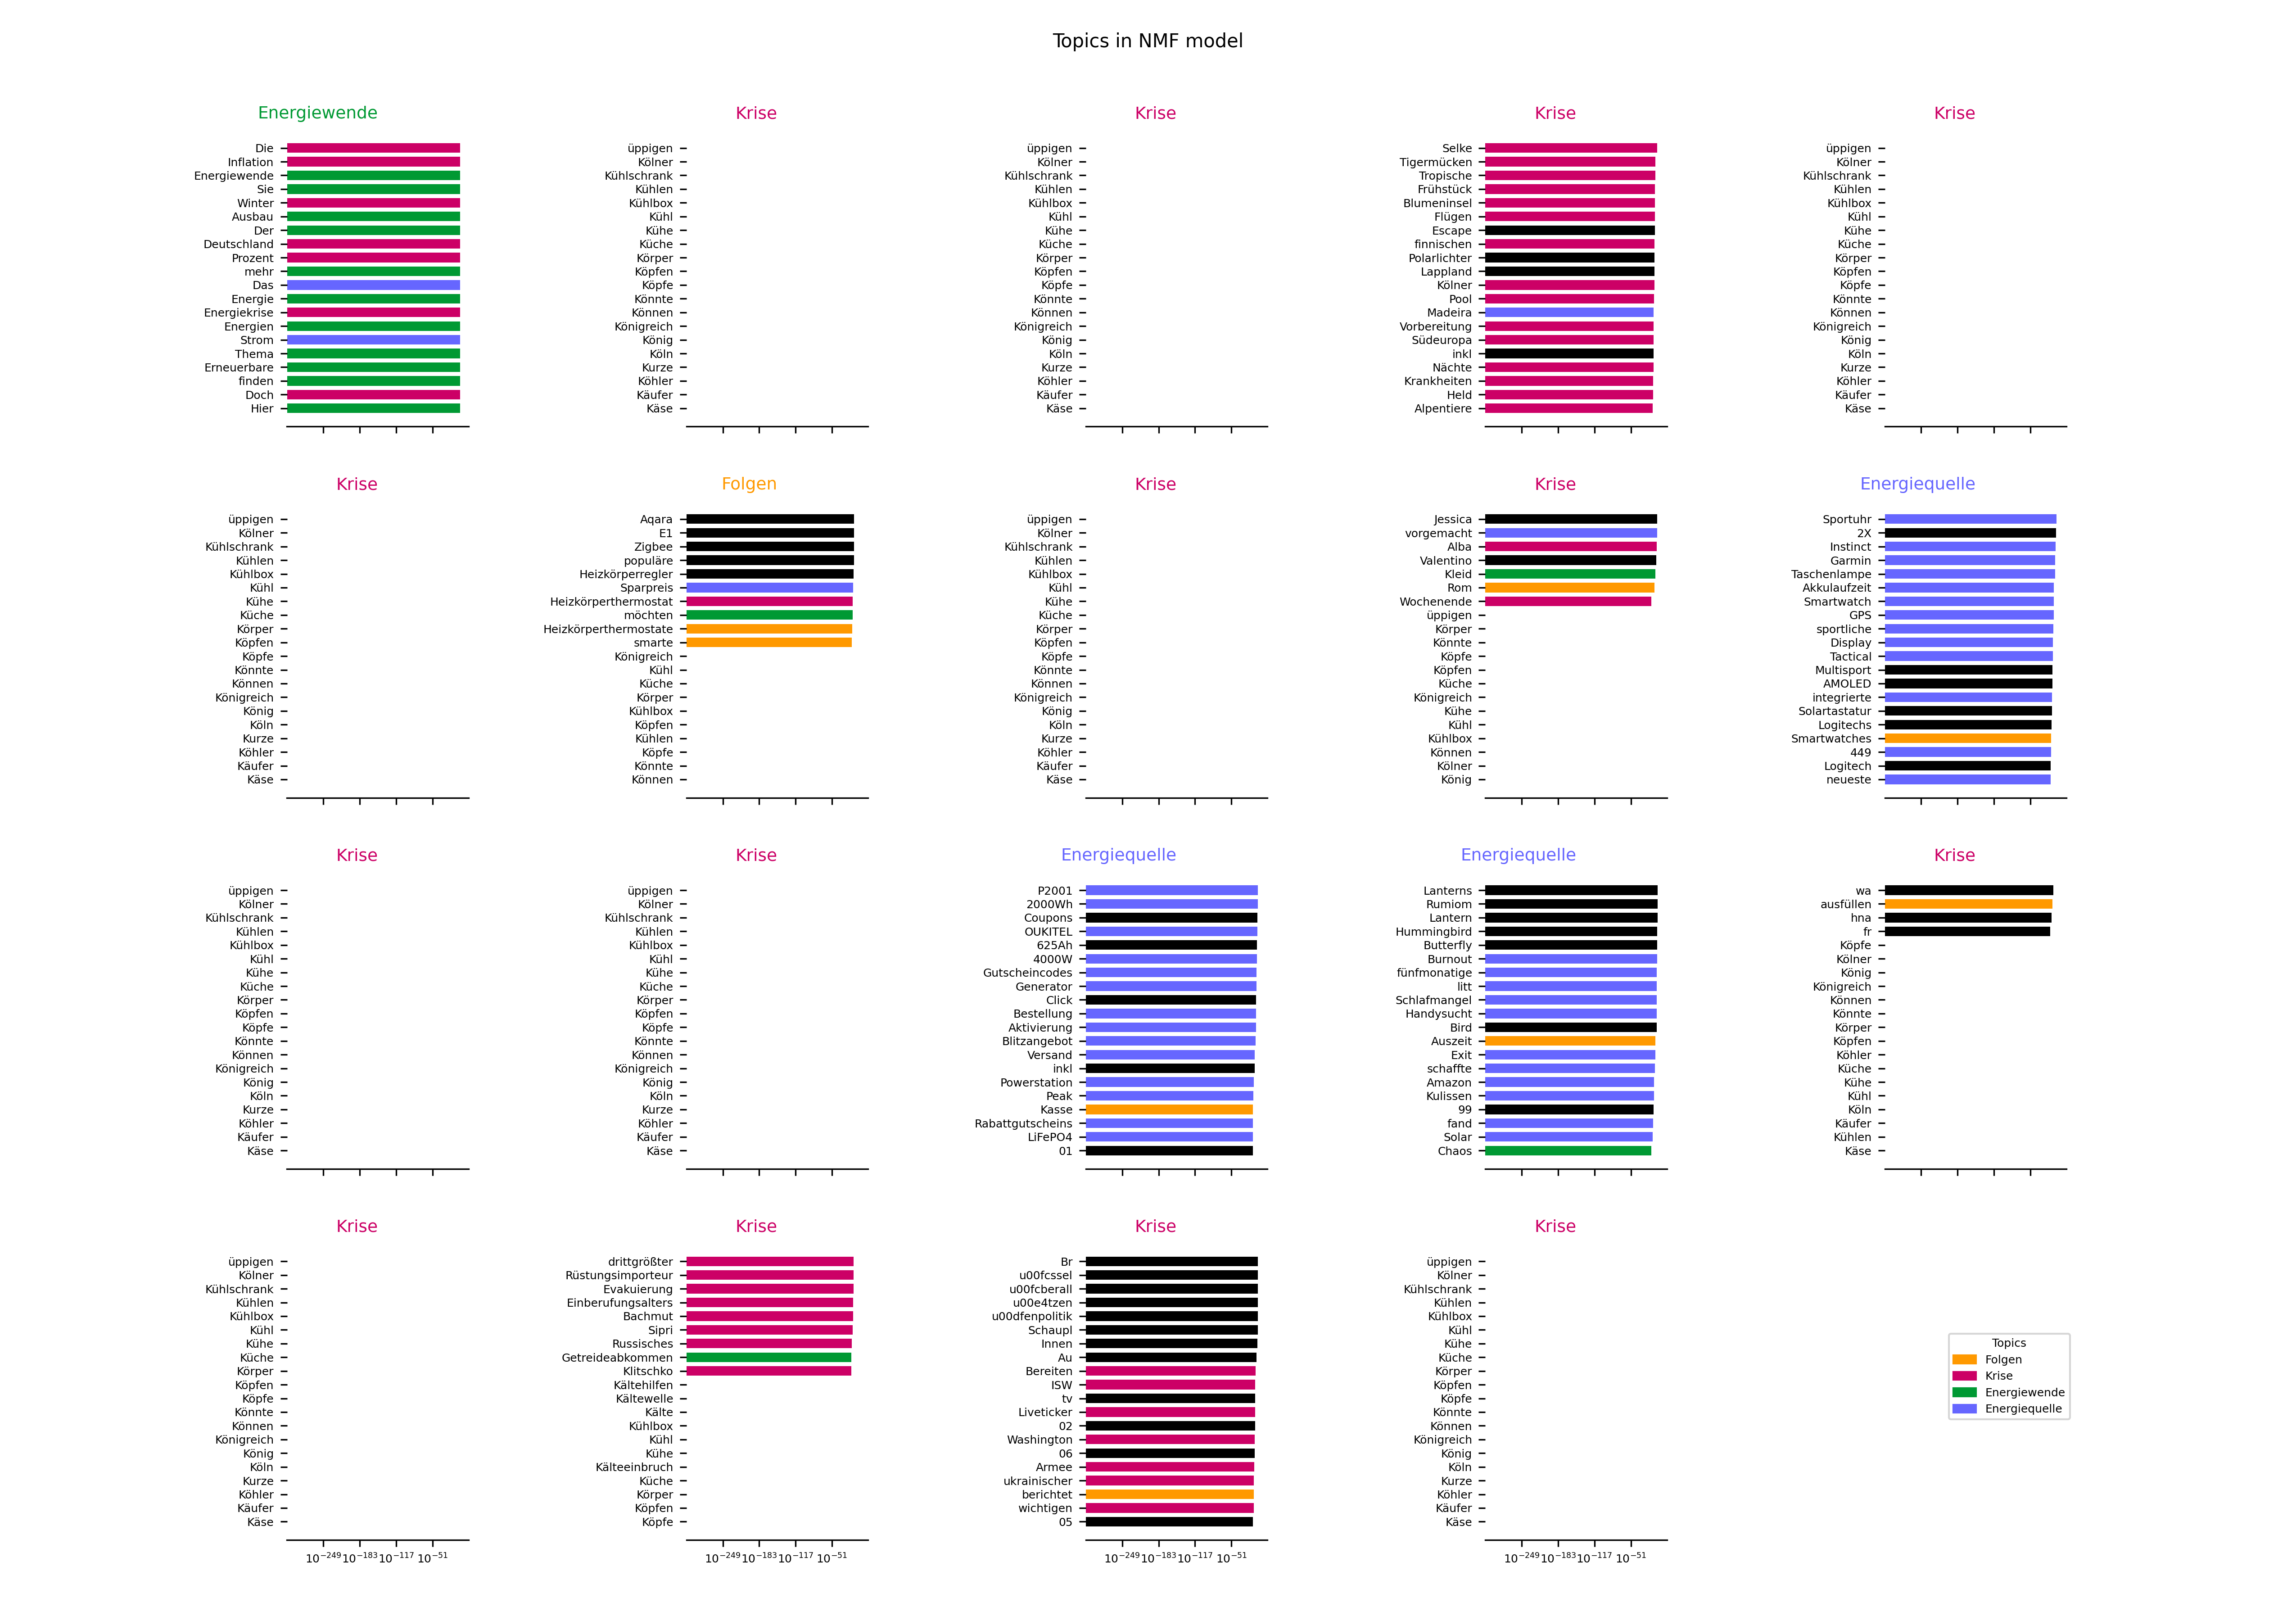 Topics in NMF model
Energiewende
Die
Inflation
Energiewende
Sie
Winter
Ausbau
Der
Deutschland
Prozent
mehr
Das
Energie
Energiekrise
Energien
Strom
Thema
Erneuerbare
finden
Doch
Hier
Krise
üppigen
Kölner
Kühlschrank
Kühlen
Kühlbox
Kühl
Kühe
Küche
Körper
Köpfen
Köpfe
Könnte
Können
Königreich
König
Köln
Kurze
Köhler
Käufer
Käse
Krise
üppigen
Kölner
Kühlschrank
Kühlen
Kühlbox
Kühl
Kühe
Küche
Körper
Köpfen
Köpfe
Könnte
Können
Königreich
König
Köln
Kurze
Köhler
Käufer
Käse
Krise
Selke
Tigermücken
Tropische
Frühstück
Blumeninsel
Flügen
Escape
finnischen
Polarlichter
Lappland
Kölner
Pool
Madeira
Vorbereitung
Südeuropa
inkl
Nächte
Krankheiten
Held
Alpentiere
Krise
üppigen
Kölner
Kühlschrank
Kühlen
Kühlbox
Kühl
Kühe
Küche
Körper
Köpfen
Köpfe
Könnte
Können
Königreich
König
Köln
Kurze
Köhler
Käufer
Käse
Krise
üppigen
Kölner
Kühlschrank
Kühlen
Kühlbox
Kühl
Kühe
Küche
Körper
Köpfen
Köpfe
Könnte
Können
Königreich
König
Köln
Kurze
Köhler
Käufer
Käse
Folgen
Aqara
E1
Zigbee
populäre
Heizkörperregler
Sparpreis
Heizkörperthermostat
möchten
Heizkörperthermostate
smarte
Königreich
Kühl
Küche
Körper
Kühlbox
Köpfen
Kühlen
Köpfe
Könnte
Können
Krise
üppigen
Kölner
Kühlschrank
Kühlen
Kühlbox
Kühl
Kühe
Küche
Körper
Köpfen
Köpfe
Könnte
Können
Königreich
König
Köln
Kurze
Köhler
Käufer
Käse
Krise
Jessica
vorgemacht
Alba
Valentino
Kleid
Rom
Wochenende
üppigen
Körper
Könnte
Köpfe
Köpfen
Küche
Königreich
Kühe
Kühl
Kühlbox
Können
Kölner
König
Energiequelle
Sportuhr
2X
Instinct
Garmin
Taschenlampe
Akkulaufzeit
Smartwatch
GPS
sportliche
Display
Tactical
Multisport
AMOLED
integrierte
Solartastatur
Logitechs
Smartwatches
449
Logitech
neueste
Krise
üppigen
Kölner
Kühlschrank
Kühlen
Kühlbox
Kühl
Kühe
Küche
Körper
Köpfen
Köpfe
Könnte
Können
Königreich
König
Köln
Kurze
Köhler
Käufer
Käse
Krise
üppigen
Kölner
Kühlschrank
Kühlen
Kühlbox
Kühl
Kühe
Küche
Körper
Köpfen
Köpfe
Könnte
Können
Königreich
König
Köln
Kurze
Köhler
Käufer
Käse
Energiequelle
P2001
2000Wh
Coupons
OUKITEL
625Ah
4000W
Gutscheincodes
Generator
Click
Bestellung
Aktivierung
Blitzangebot
Versand
inkl
Powerstation
Peak
Kasse
Rabattgutscheins
LiFePO4
01
Energiequelle
Lanterns
Rumiom
Lantern
Hummingbird
Butterfly
Burnout
fünfmonatige
litt
Schlafmangel
Handysucht
Bird
Auszeit
Exit
schaffte
Amazon
Kulissen
99
fand
Solar
Chaos
Krise
wa
ausfüllen
hna
fr
Köpfe
Kölner
König
Königreich
Können
Könnte
Körper
Köpfen
Köhler
Küche
Kühe
Kühl
Köln
Käufer
Kühlen
Käse
Krise
üppigen
Kölner
Kühlschrank
Kühlen
Kühlbox
Kühl
Kühe
Küche
Körper
Köpfen
Köpfe
Könnte
Können
Königreich
König
Köln
Kurze
Köhler
Käufer
Käse
10⁻²⁴⁹ 10⁻¹⁸³ 10⁻¹¹⁷ 10⁻⁵¹
Krise
drittgrößter
Rüstungsimporteur
Evakuierung
Einberufungsalters
Bachmut
Sipri
Russisches
Getreideabkommen
Klitschko
Kältehilfen
Kältewelle
Kälte
Kühlbox
Kühl
Kühe
Kälteeinbruch
Küche
Körper
Köpfen
Köpfe
10⁻²⁴⁹ 10⁻¹⁸³ 10⁻¹¹⁷ 10⁻⁵¹
Krise
Br
u00fcssel
u00fcberall
u00e4tzen
u00dfenpolitik
Schaupl
Innen
Au
Bereiten
ISW
tv
Liveticker
02
Washington
06
Armee
ukrainischer
berichtet
wichtigen
05
10⁻²⁴⁹ 10⁻¹⁸³ 10⁻¹¹⁷ 10⁻⁵¹
Krise
üppigen
Kölner
Kühlschrank
Kühlen
Kühlbox
Kühl
Kühe
Küche
Körper
Köpfen
Köpfe
Könnte
Können
Königreich
König
Köln
Kurze
Köhler
Käufer
Käse
10⁻²⁴⁹ 10⁻¹⁸³ 10⁻¹¹⁷ 10⁻⁵¹
Topics
Folgen
Krise
Energiewende
Energiequelle